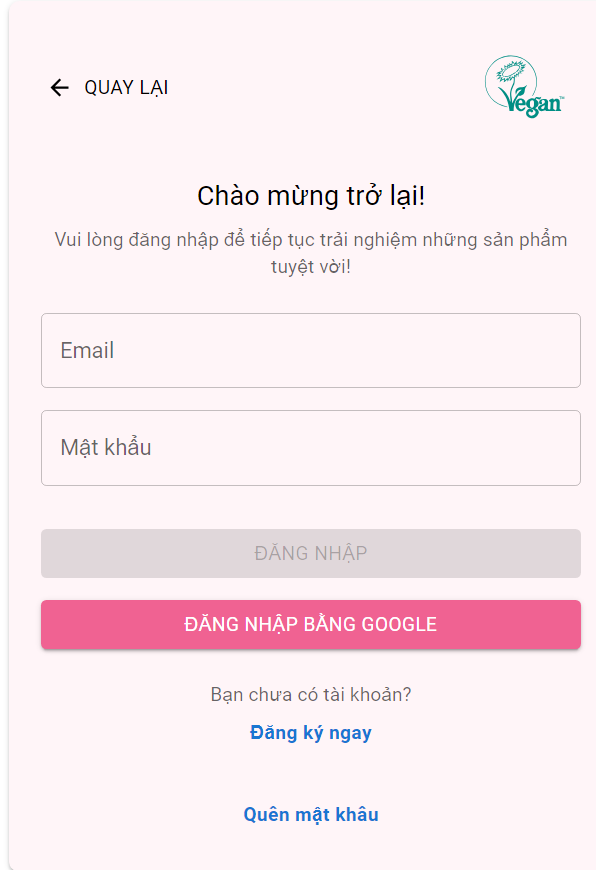 QUAY LẠI
Vegan™
Chào mừng trở lại!
Vui lòng đăng nhập để tiếp tục trải nghiệm những sản phẩm
tuyệt vời!
Email
Mật khẩu
ĐĂNG NHẬP
ĐĂNG NHẬP BẰNG GOOGLE
Bạn chưa có tài khoản?
Đăng ký ngay
Quên mật khâu